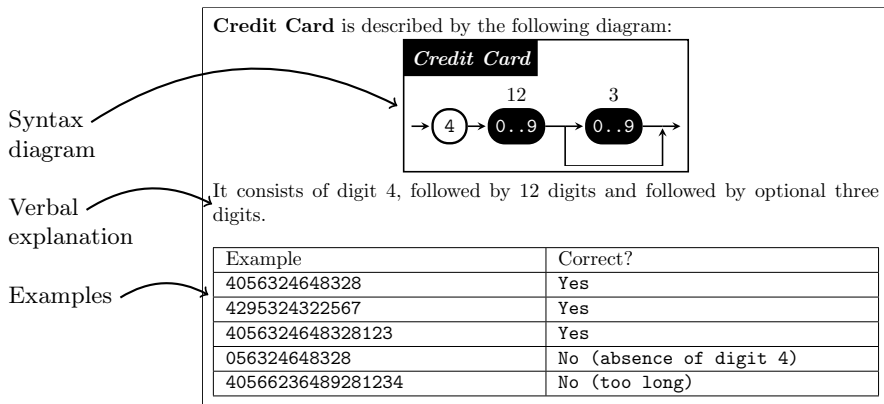 Credit Card is described by the following diagram:
Credit Card
12
3
4
0..9
0..9
Syntax
diagram
It consists of digit 4, followed by 12 digits and followed by optional three
digits.
Verbal
explanation
Example Correct?
4056324648328 Yes
4295324322567 Yes
4056324648328123 Yes
056324648328 No (absence of digit 4)
40566236489281234 No (too long)
Examples